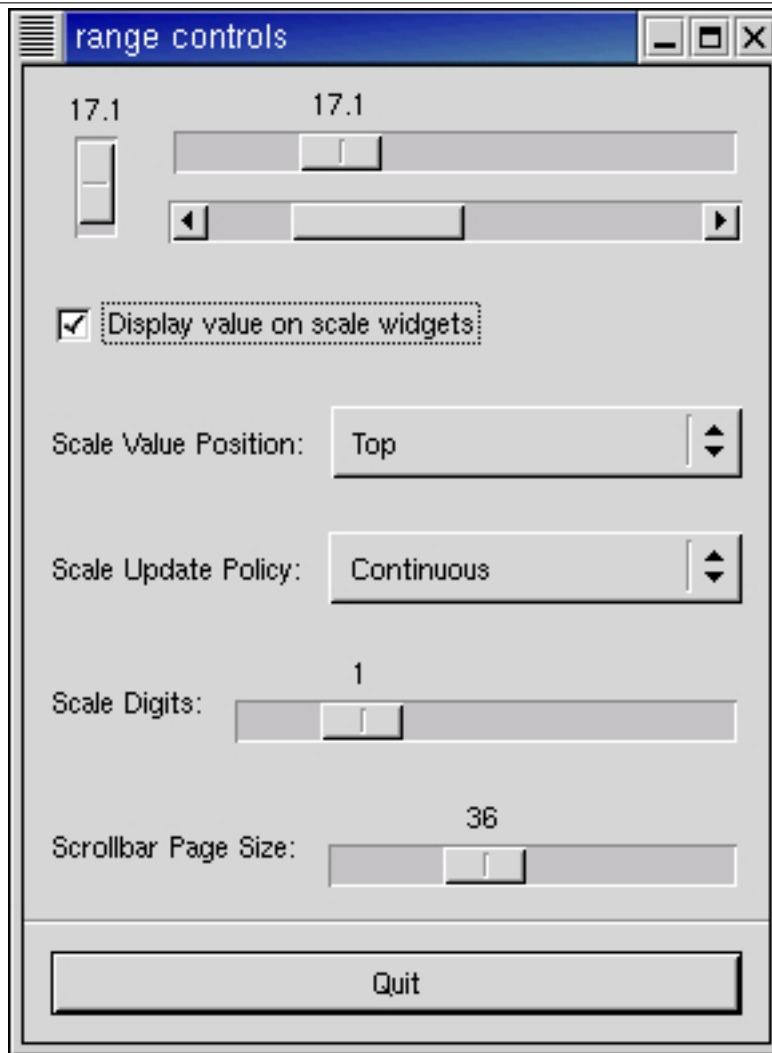 range controls
17.1
17.1
Display value on scale widgets
Scale Value Position:
Top
Scale Update Policy:
Continuous
1
Scale Digits:
36
Scrollbar Page Size:
Quit